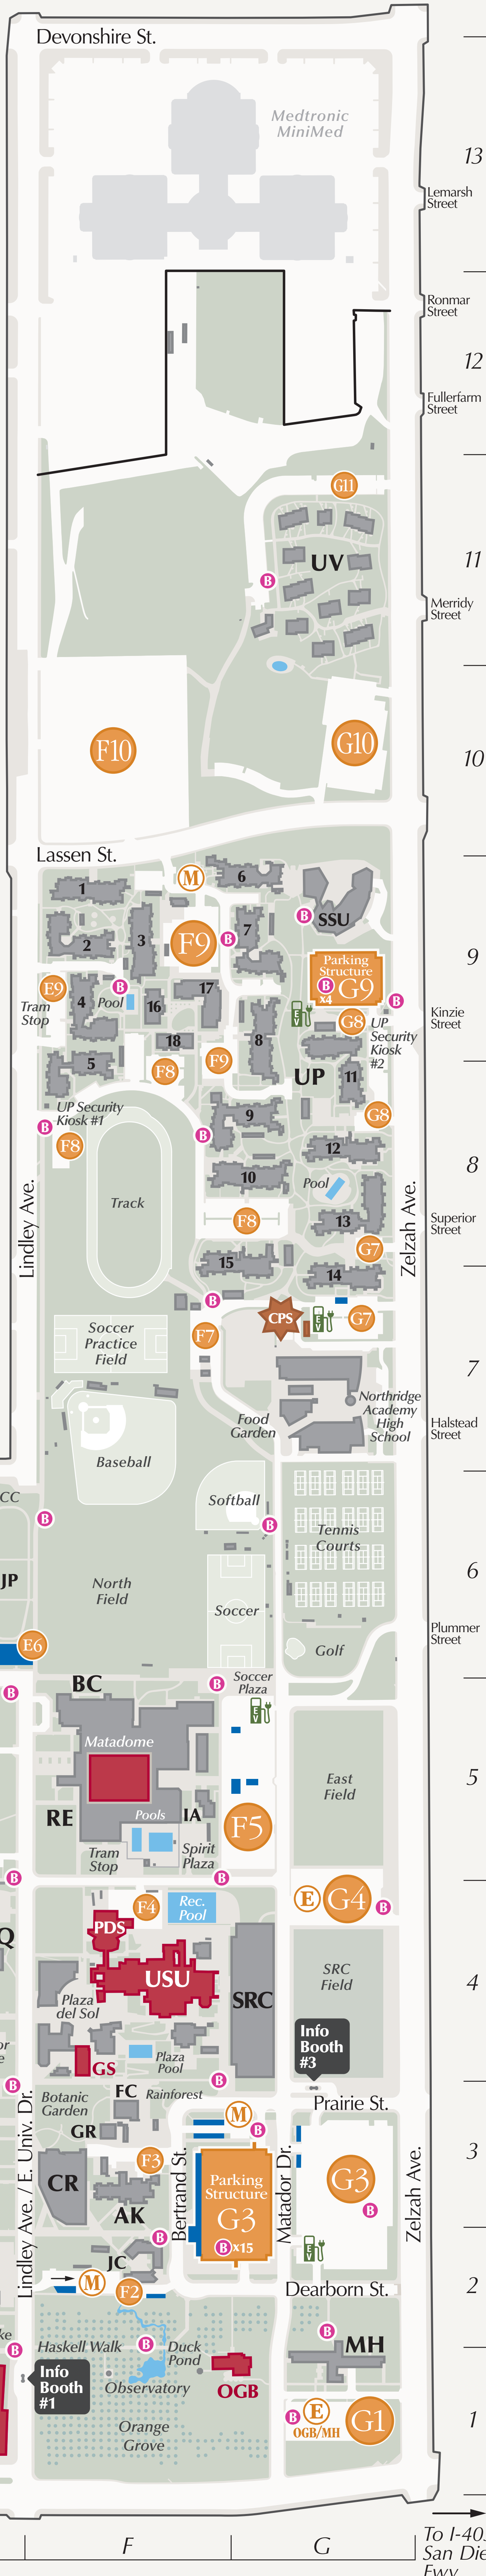 Devonshire St.
Medtronic
MiniMed
13
Lemarsh
Street
Ronmar
Street
12
Fullerfarm
Street
G11
UV
11
B
Merridy
Street
F10
G10
10
Lassen St.
M
1
6
SSU
B
2
3
F9
B
7
9
Parking
Structure
B
x4
G9
E9
Tram
Stop
4
B
Pool
16
17
B
Kinzie
Street
EV
G8
UP
Security
Kiosk
#2
18
8
5
F8
F9
UP
11
UP Security
Kiosk #1
B
F8
9
B
G8
12
8
10
Pool
Track
Lindley Ave.
Zelzah Ave.
13
Superior
Street
F8
G7
15
14
B
CPS
EV
G7
F7
Soccer
Practice
Field
7
Northridge
Academy
High
School
Halstead
Street
Food
Garden
Baseball
CC
B
Softball
B
Tennis
Courts
6
JP
North
Field
Soccer
Plummer
Street
E6
Golf
BC
B
B
Soccer
Plaza
EV
Matadome
East
Field
5
RE
Pools
IA
F5
Tram
Stop
Spirit
Plaza
B
B
F4
Rec.
Pool
E
G4
B
PDS
Q
USU
SRC
SRC
Field
4
Plaza
del Sol
Info
Booth
#3
Plaza
Pool
GS
B
B
FC
Rainforest
Botanic
Garden
Prairie St.
GR
M
B
3
F3
CR
Bertrand St.
Parking
Structure
G3
B
x15
Matador Dr.
G3
B
Zelzah Ave.
AK
Lindley Ave. / E. Univ. Dr.
B
EV
JC
M
F2
Dearborn St.
2
ke
B
Haskell Walk
B
Duck
Pond
B
MH
Info
Booth
#1
Observatory
OGB
Orange
Grove
B
E
OGB/MH
G1
1
F
G
To I-405
San Die
Fwy